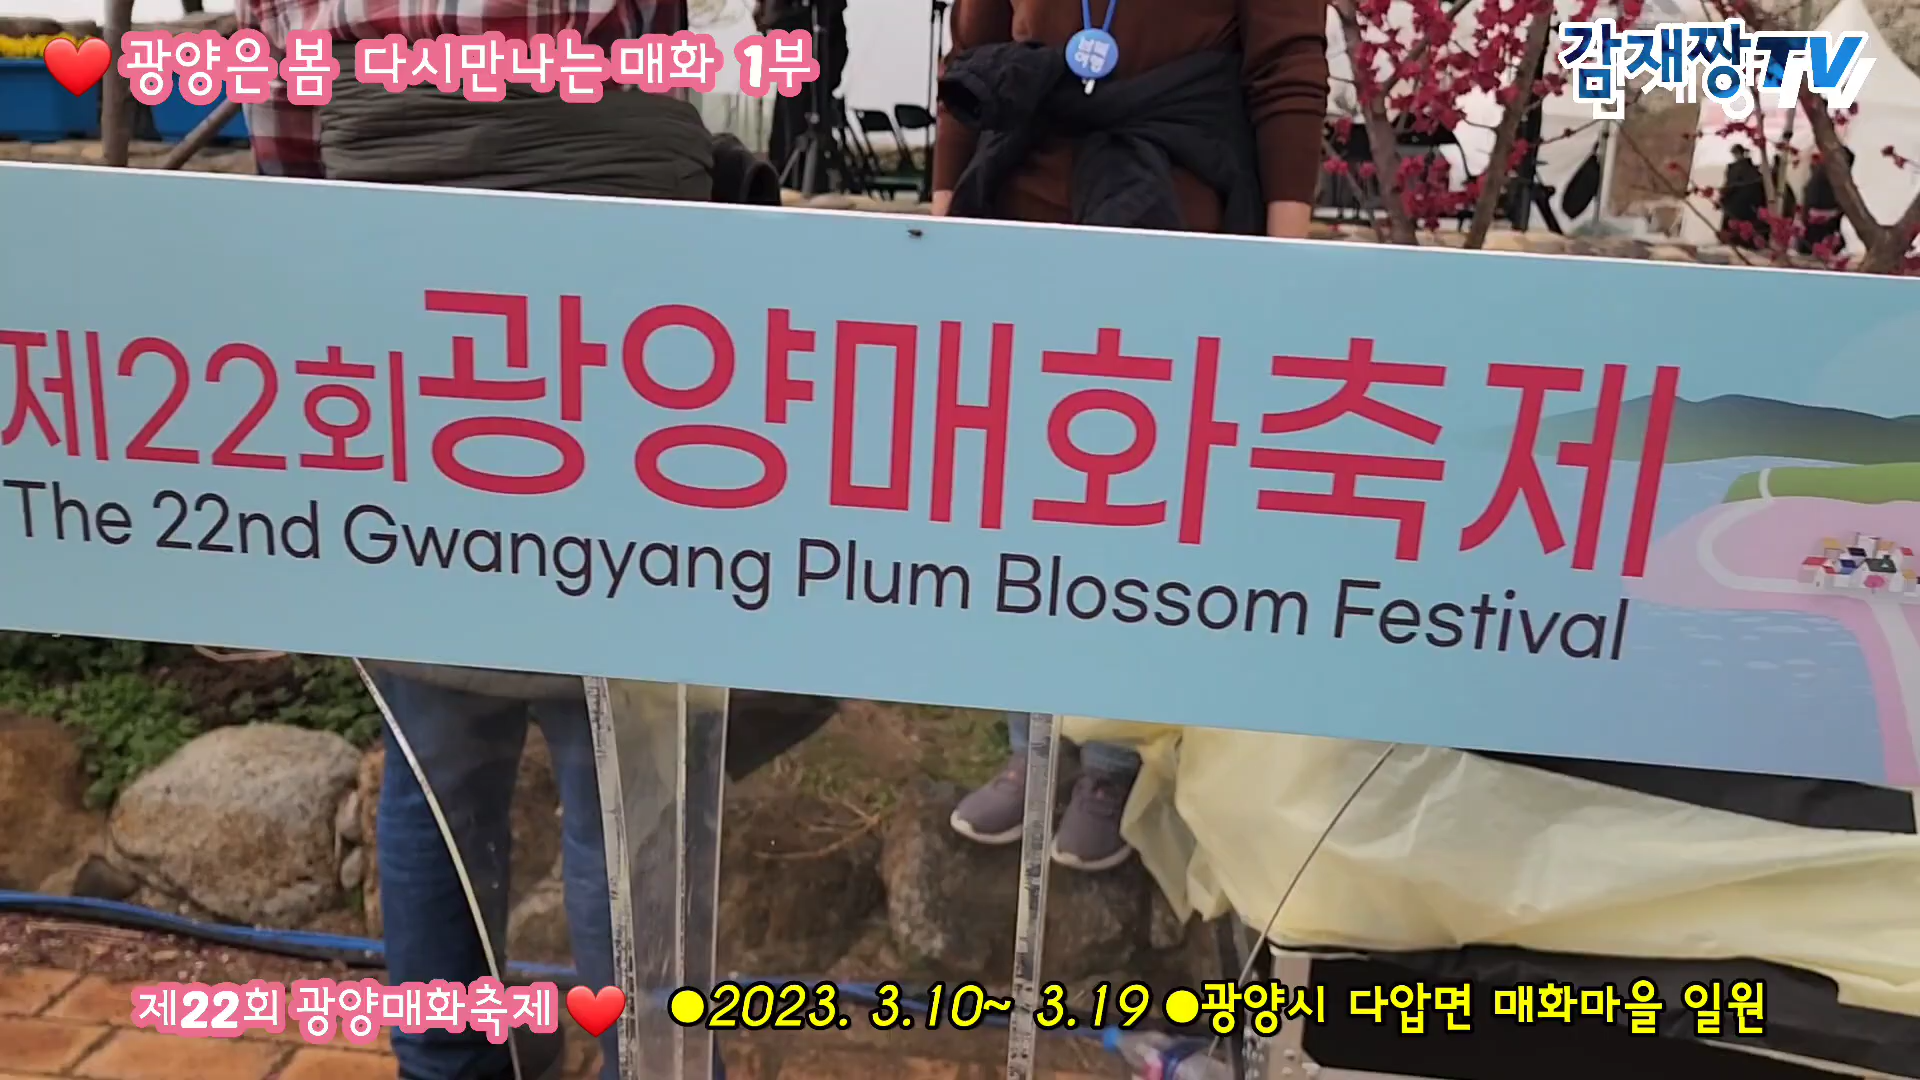 ❤️광양은 봄 다시만나는 매화 1부
감재짱TV
제22회광양매화축제
The 22nd Gwangyang Plum Blossom Festival
제22회 광양매화축제❤️ ●2023. 3.10~ 3.19 ●광양시 다압면 매화마을 일원